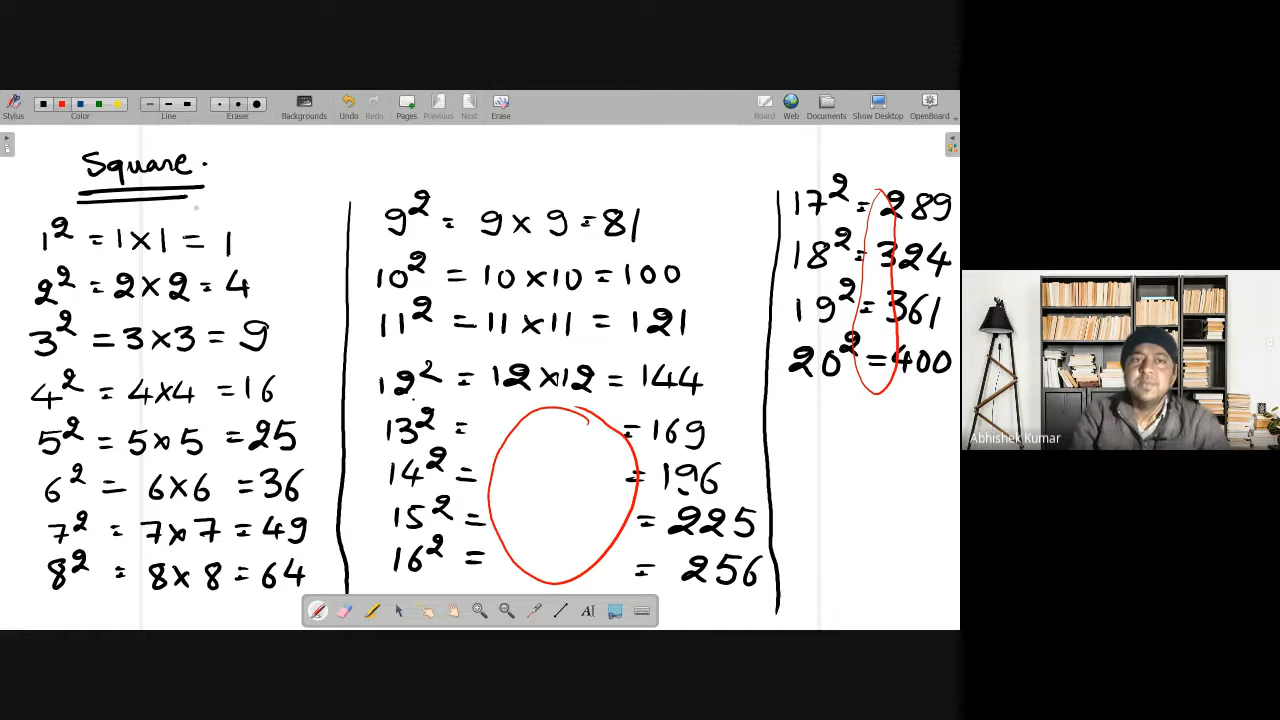 Stylus
Color
Line
Eraser
Backgrounds
Undo
Redo
Pages
Previous
Next
Erase
Board
Web
Documents
Show Desktop
OpenBoard
Square.
1² = 1 x 1 = 1
2² = 2 x 2 = 4
3² = 3 x 3 = 9
4² = 4x4 = 16
5² = 5 x 5 = 25
6² = 6x6 = 36
7² = 7 x 7 = 49
8² = 8 x 8 = 64
9² = 9 x 9 = 81
10² = 10 x 10 = 100
11² = 11 x 11 = 121
12² = 12 x 12 = 144
13² = = 169
14² = = 196
15² = = 225
16² = = 256
17² = 289
18² = 324
19² = 361
20² = 400
AI
Abhishek Kumar